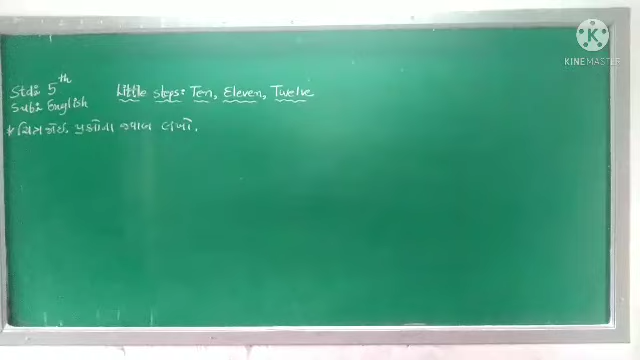 Std: 5th
Little steps: Ten, Eleven, Twelve
Sub: English
* ચિત્ર જોઈ, પ્રશ્નોના જવાબ લખો.
KINEMASTER